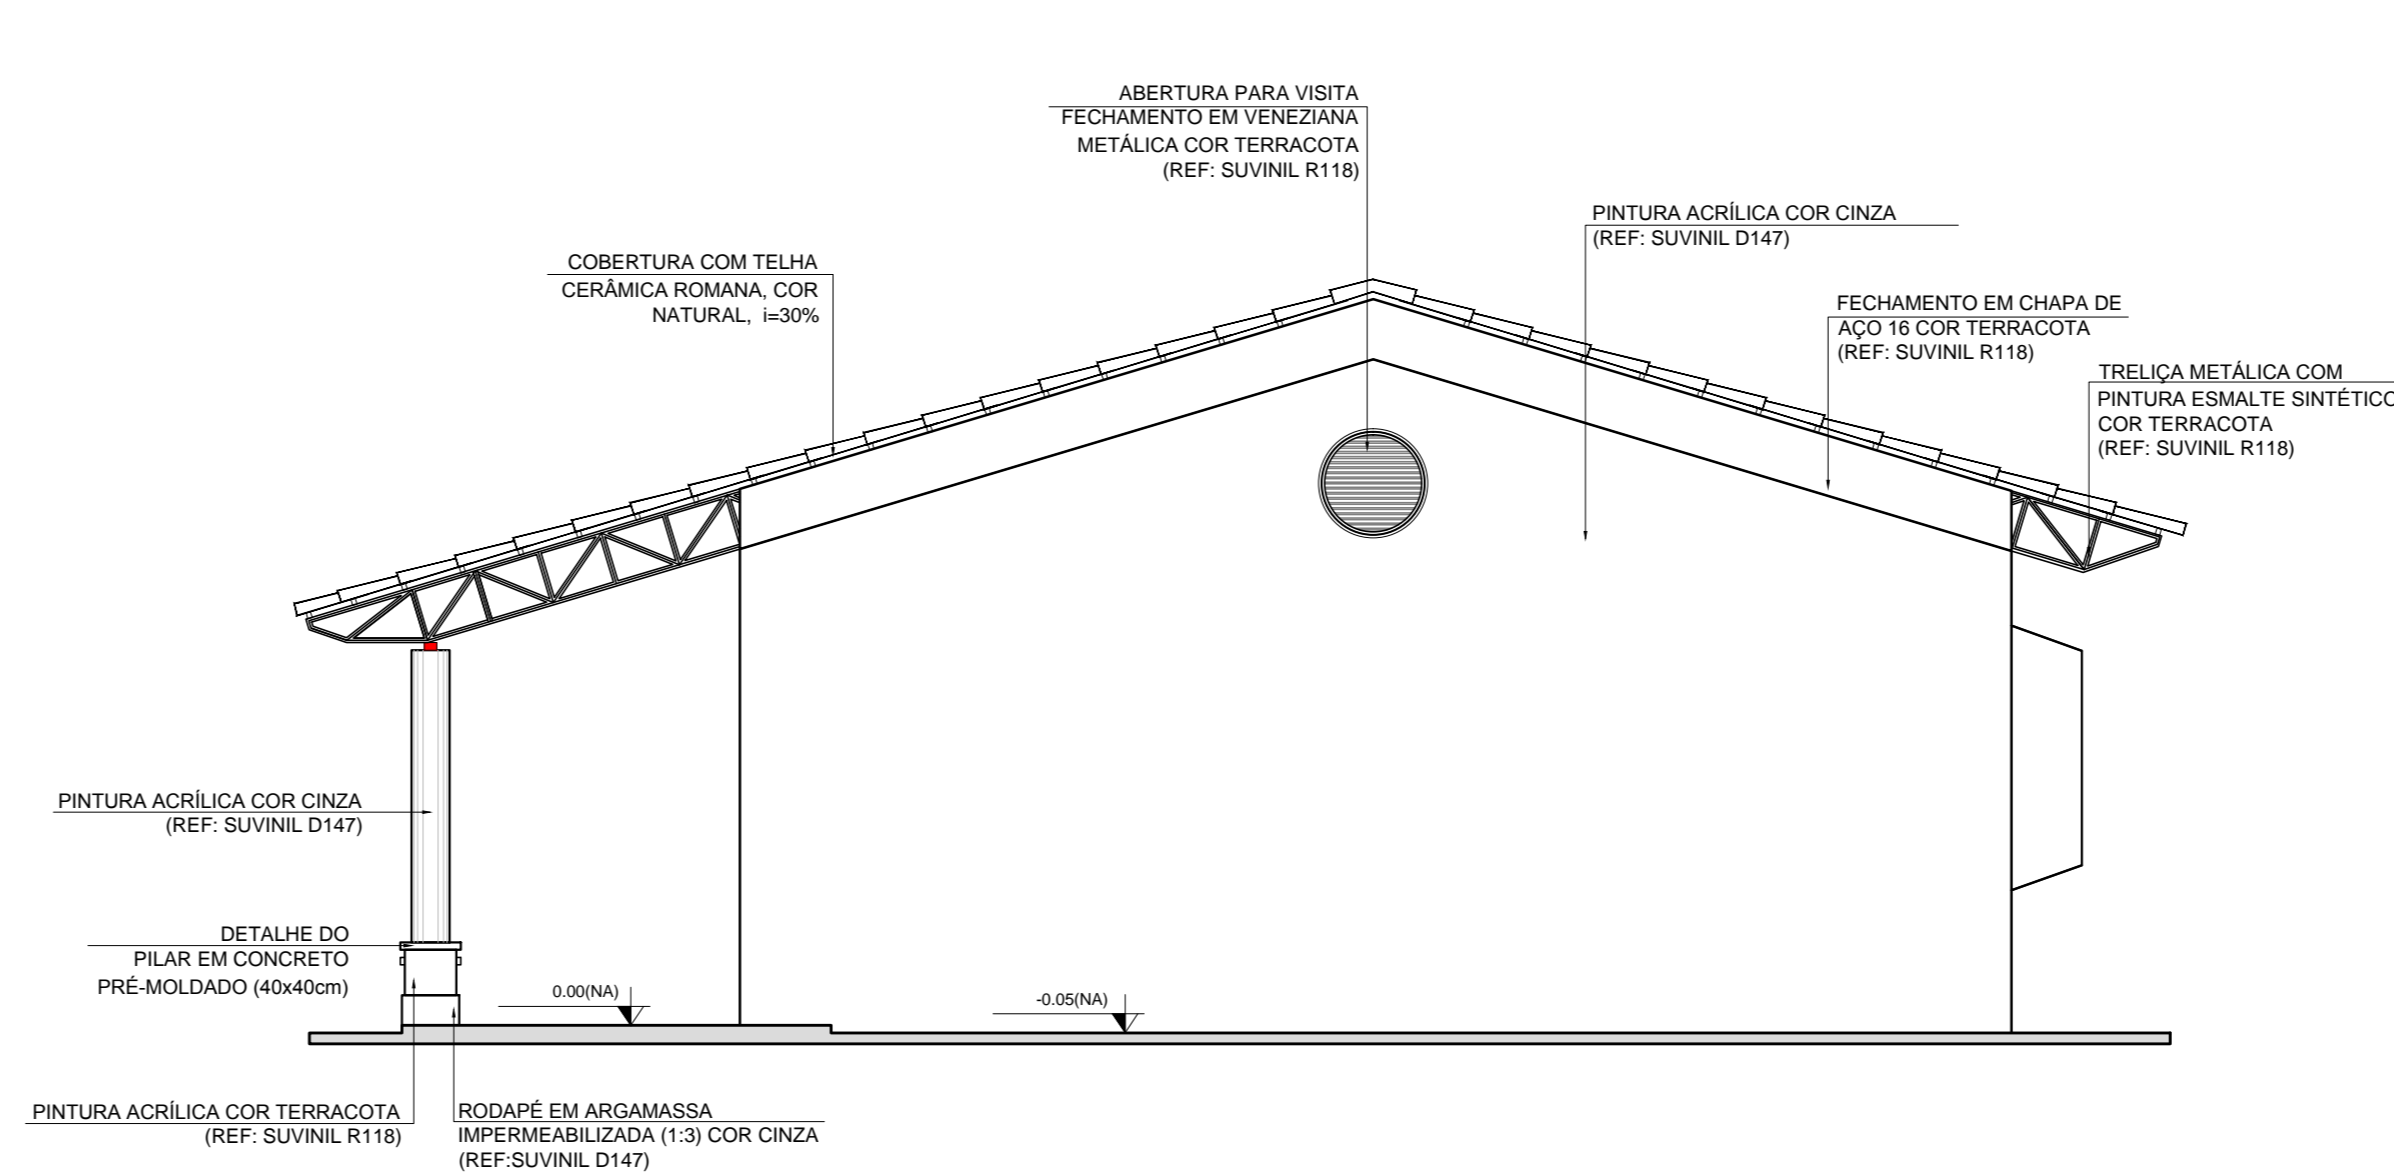 ABERTURA PARA VISITA
FECHAMENTO EM VENEZIANA
METÁLICA COR TERRACOTA
(REF: SUVINIL R118)
PINTURA ACRÍLICA COR CINZA
(REF: SUVINIL D147)
COBERTURA COM TELHA
CERÂMICA ROMANA, COR
NATURAL, i=30%
FECHAMENTO EM CHAPA DE
AÇO 16 COR TERRACOTA
(REF: SUVINIL R118)
TRELIÇA METÁLICA COM
PINTURA ESMALTE SINTÉTICO
COR TERRACOTA
(REF: SUVINIL R118)
PINTURA ACRÍLICA COR CINZA
(REF: SUVINIL D147)
DETALHE DO
PILAR EM CONCRETO
PRÉ-MOLDADO (40x40cm)
0.00(NA)
-0.05(NA)
PINTURA ACRÍLICA COR TERRACOTA
(REF: SUVINIL R118)
RODAPÉ EM ARGAMASSA
IMPERMEABILIZADA (1:3) COR CINZA
(REF:SUVINIL D147)